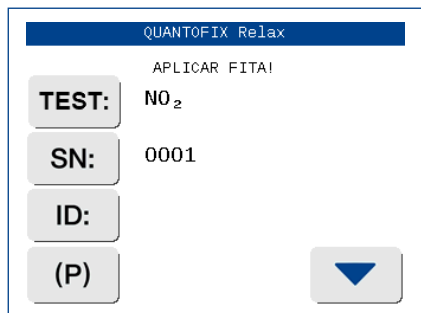 QUANTOFIX Relax
APLICAR FITA!
TEST: NO₂
SN: 0001
ID:
(P)